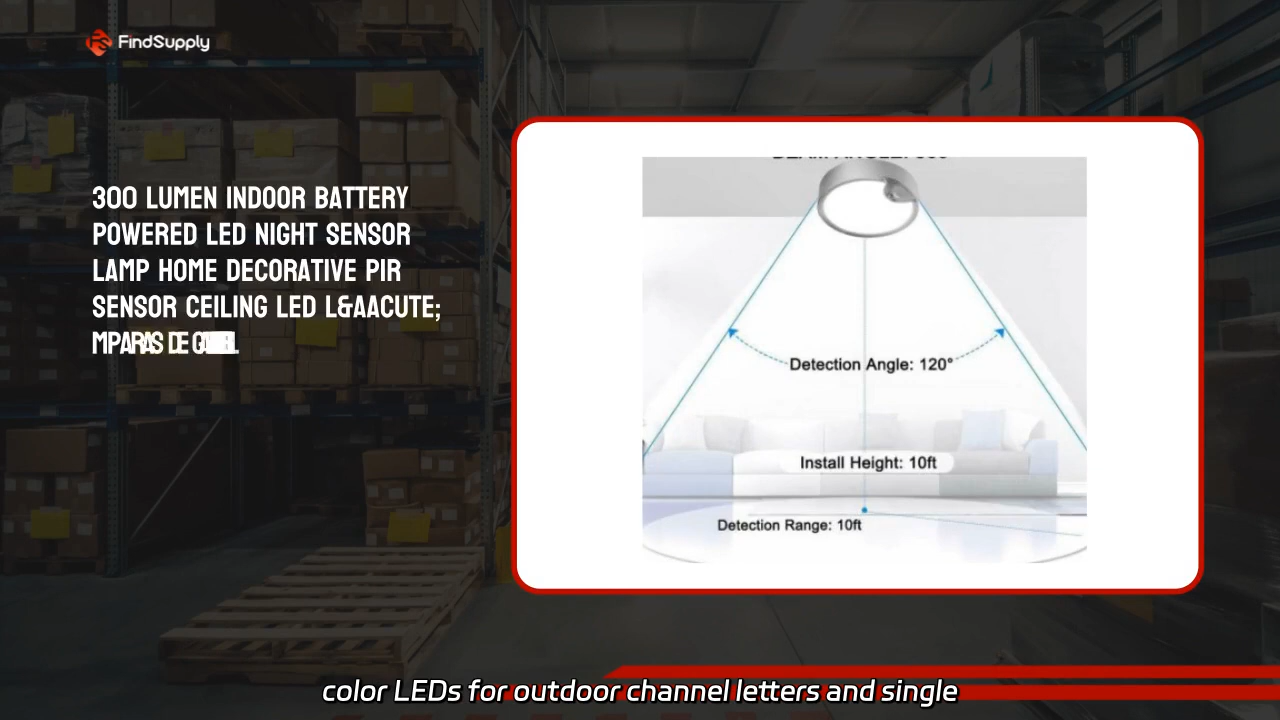 FindSupply
300 LUMEN INDOOR BATTERY
POWERED LED NIGHT SENSOR
LAMP HOME DECORATIVE PIR
SENSOR CEILING LED L&AACUTE;
Detection Angle: 120°
Install Height: 10ft
Detection Range: 10ft
color LEDs for outdoor channel letters and single